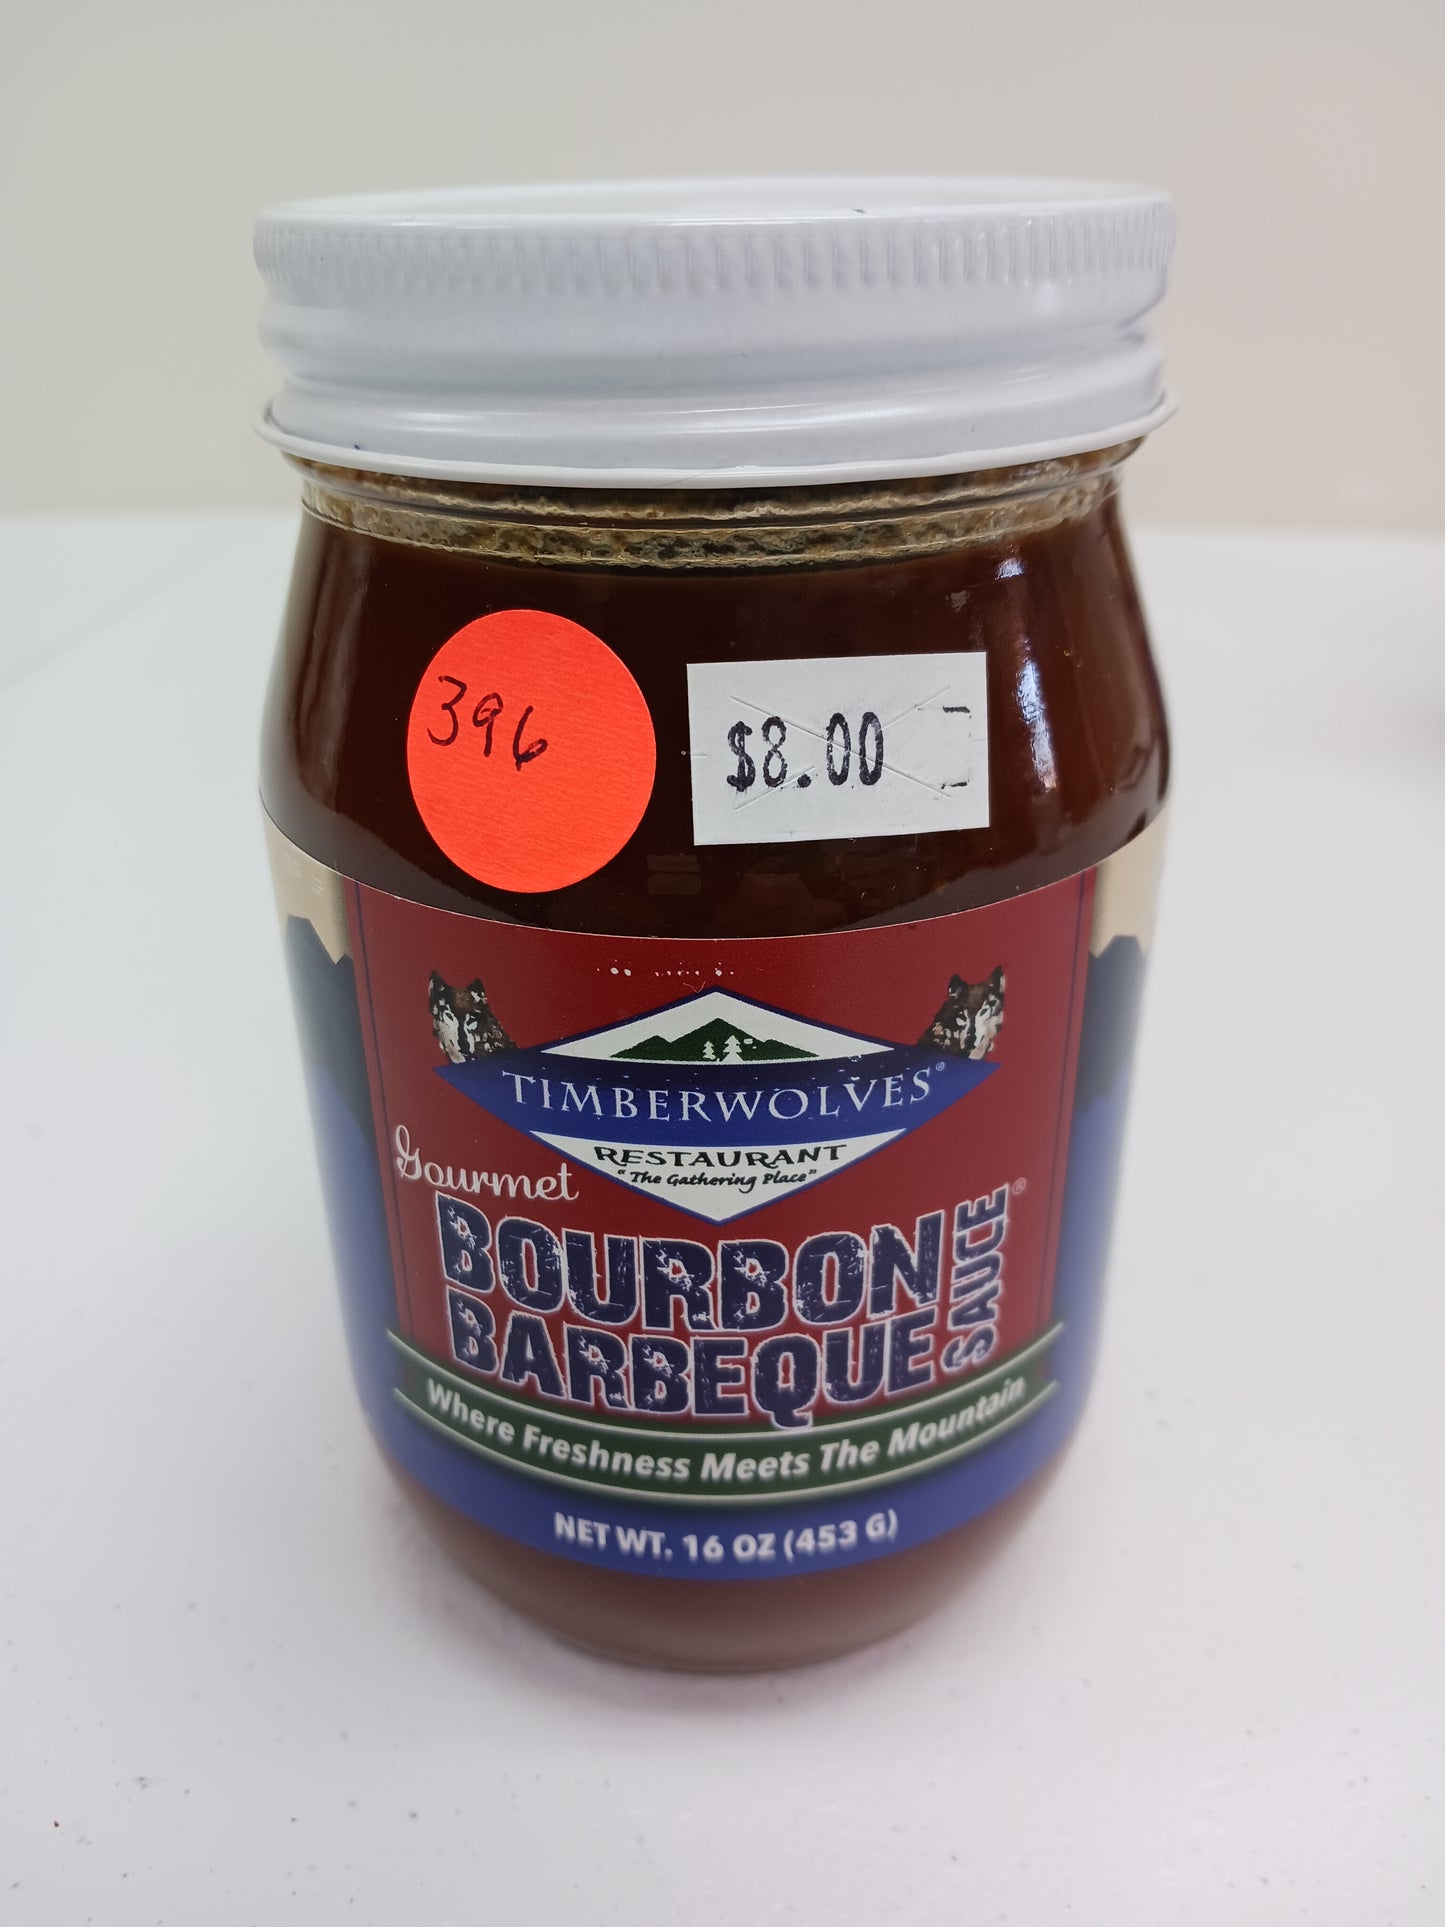 396
$8.00
TIMBERWOLVES®
RESTAURANT
"The Gathering Place"
Gourmet
BOURBON
BARBEQUE
SAUCE®
Where Freshness Meets The Mountain
NET WT. 16 OZ (453 G)